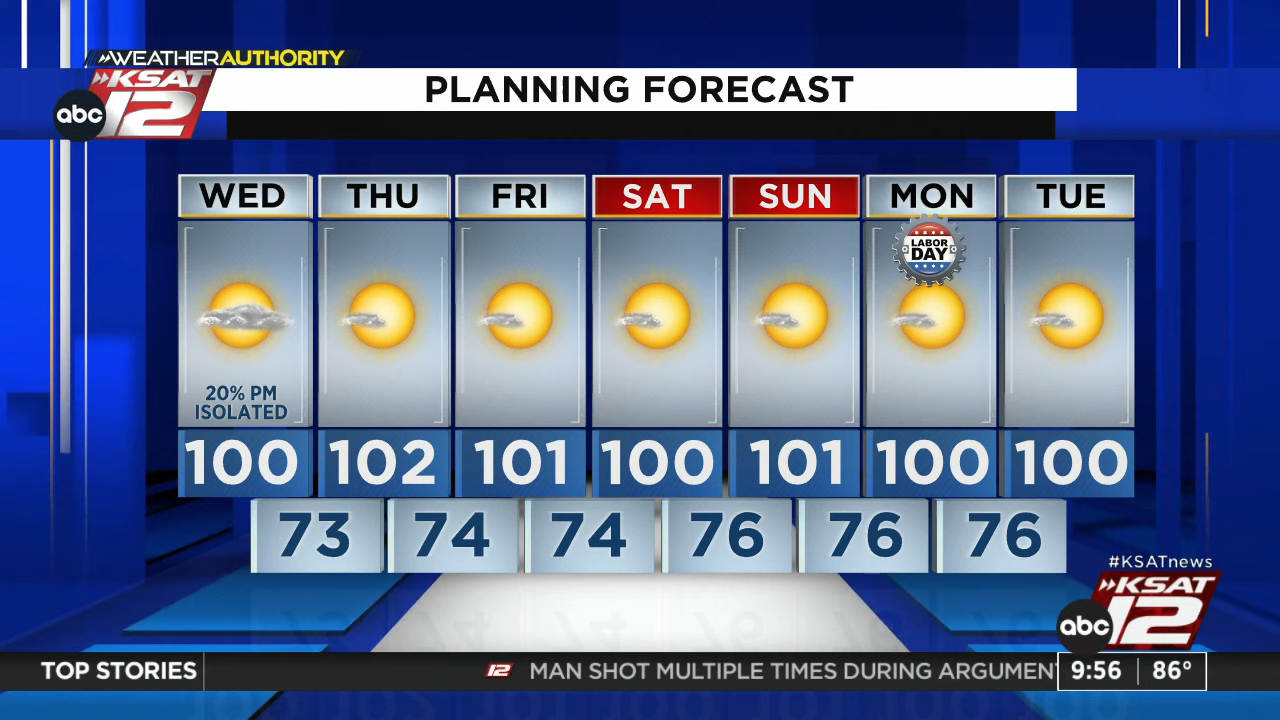 WEATHERAUTHORITY
KSAT
abc 12
PLANNING FORECAST
WED THU FRI SAT SUN MON TUE
LABOR
DAY
20% PM
ISOLATED
100 102 101 100 101 100 100
73 74 74 76 76 76
#KSATnews
KSAT
abc 12
TOP STORIES 12 MAN SHOT MULTIPLE TIMES DURING ARGUMENT 9:56 86°